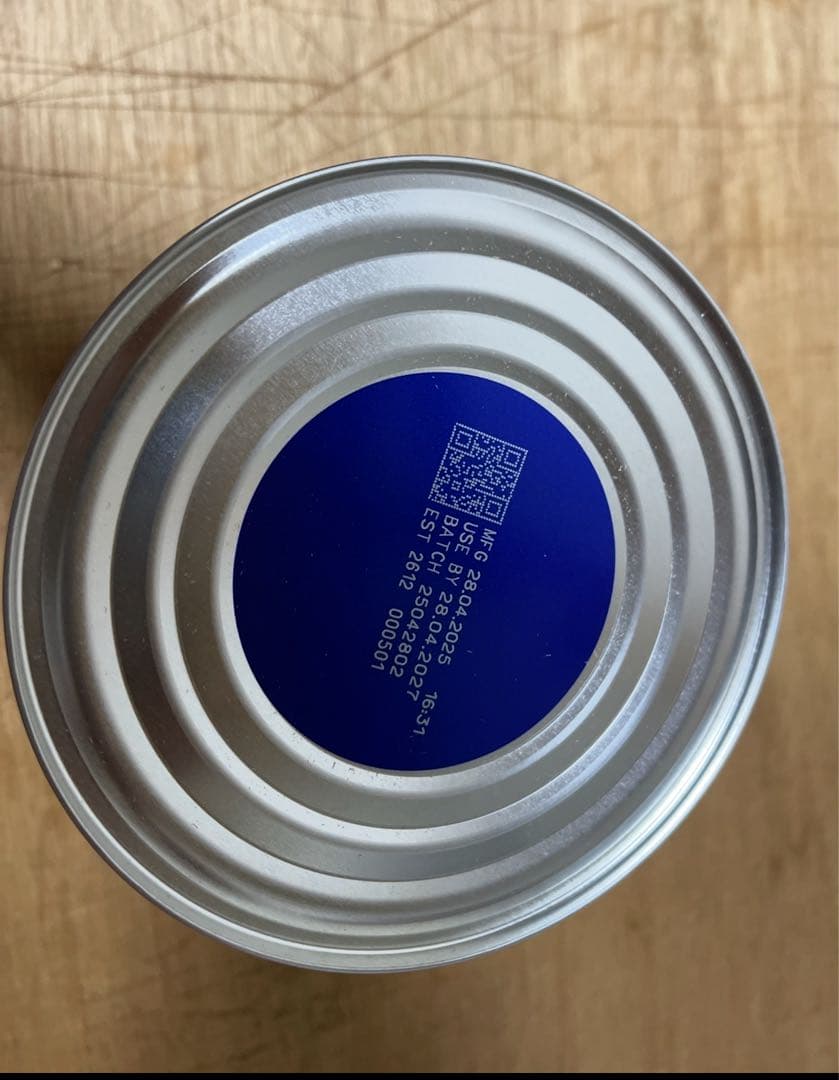 MFG 28.04.2025
USE BY 28.04.2027 16:31
BATCH 25042802
EST 2612 000501